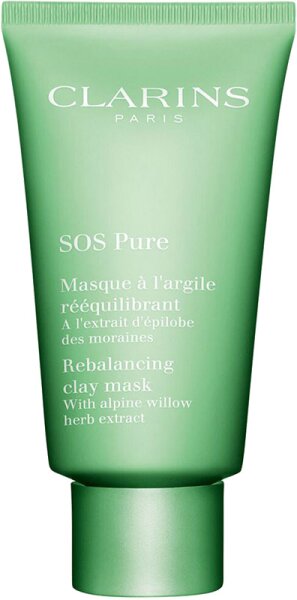 CLARINS
PARIS
SOS Pure
Masque à l'argile
rééquilibrant
A l'extrait d'épilobe
des moraines
Rebalancing
clay mask
With alpine willow
herb extract